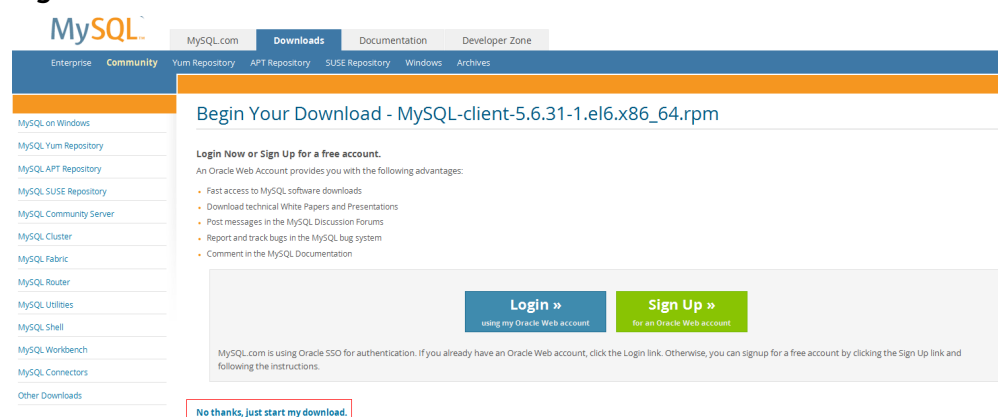 MySQL
MySQL.com Downloads Documentation Developer Zone
Enterprise Community Yum Repository APT Repository SUSE Repository Windows Archives
MySQL on Windows
MySQL Yum Repository
MySQL APT Repository
MySQL SUSE Repository
MySQL Community Server
MySQL Cluster
MySQL Fabric
MySQL Router
MySQL Utilities
MySQL Shell
MySQL Workbench
MySQL Connectors
Other Downloads
Begin Your Download - MySQL-client-5.6.31-1.el6.x86_64.rpm
Login Now or Sign Up for a free account.
An Oracle Web Account provides you with the following advantages:
Fast access to MySQL software downloads
Download technical White Papers and Presentations
Post messages in the MySQL Discussion Forums
Report and track bugs in the MySQL bug system
Comment in the MySQL Documentation
Login »
using my Oracle Web account
Sign Up »
for an Oracle Web account
MySQL.com is using Oracle SSO for authentication. If you already have an Oracle Web account, click the Login link. Otherwise, you can signup for a free account by clicking the Sign Up link and
following the instructions.
No thanks, just start my download.